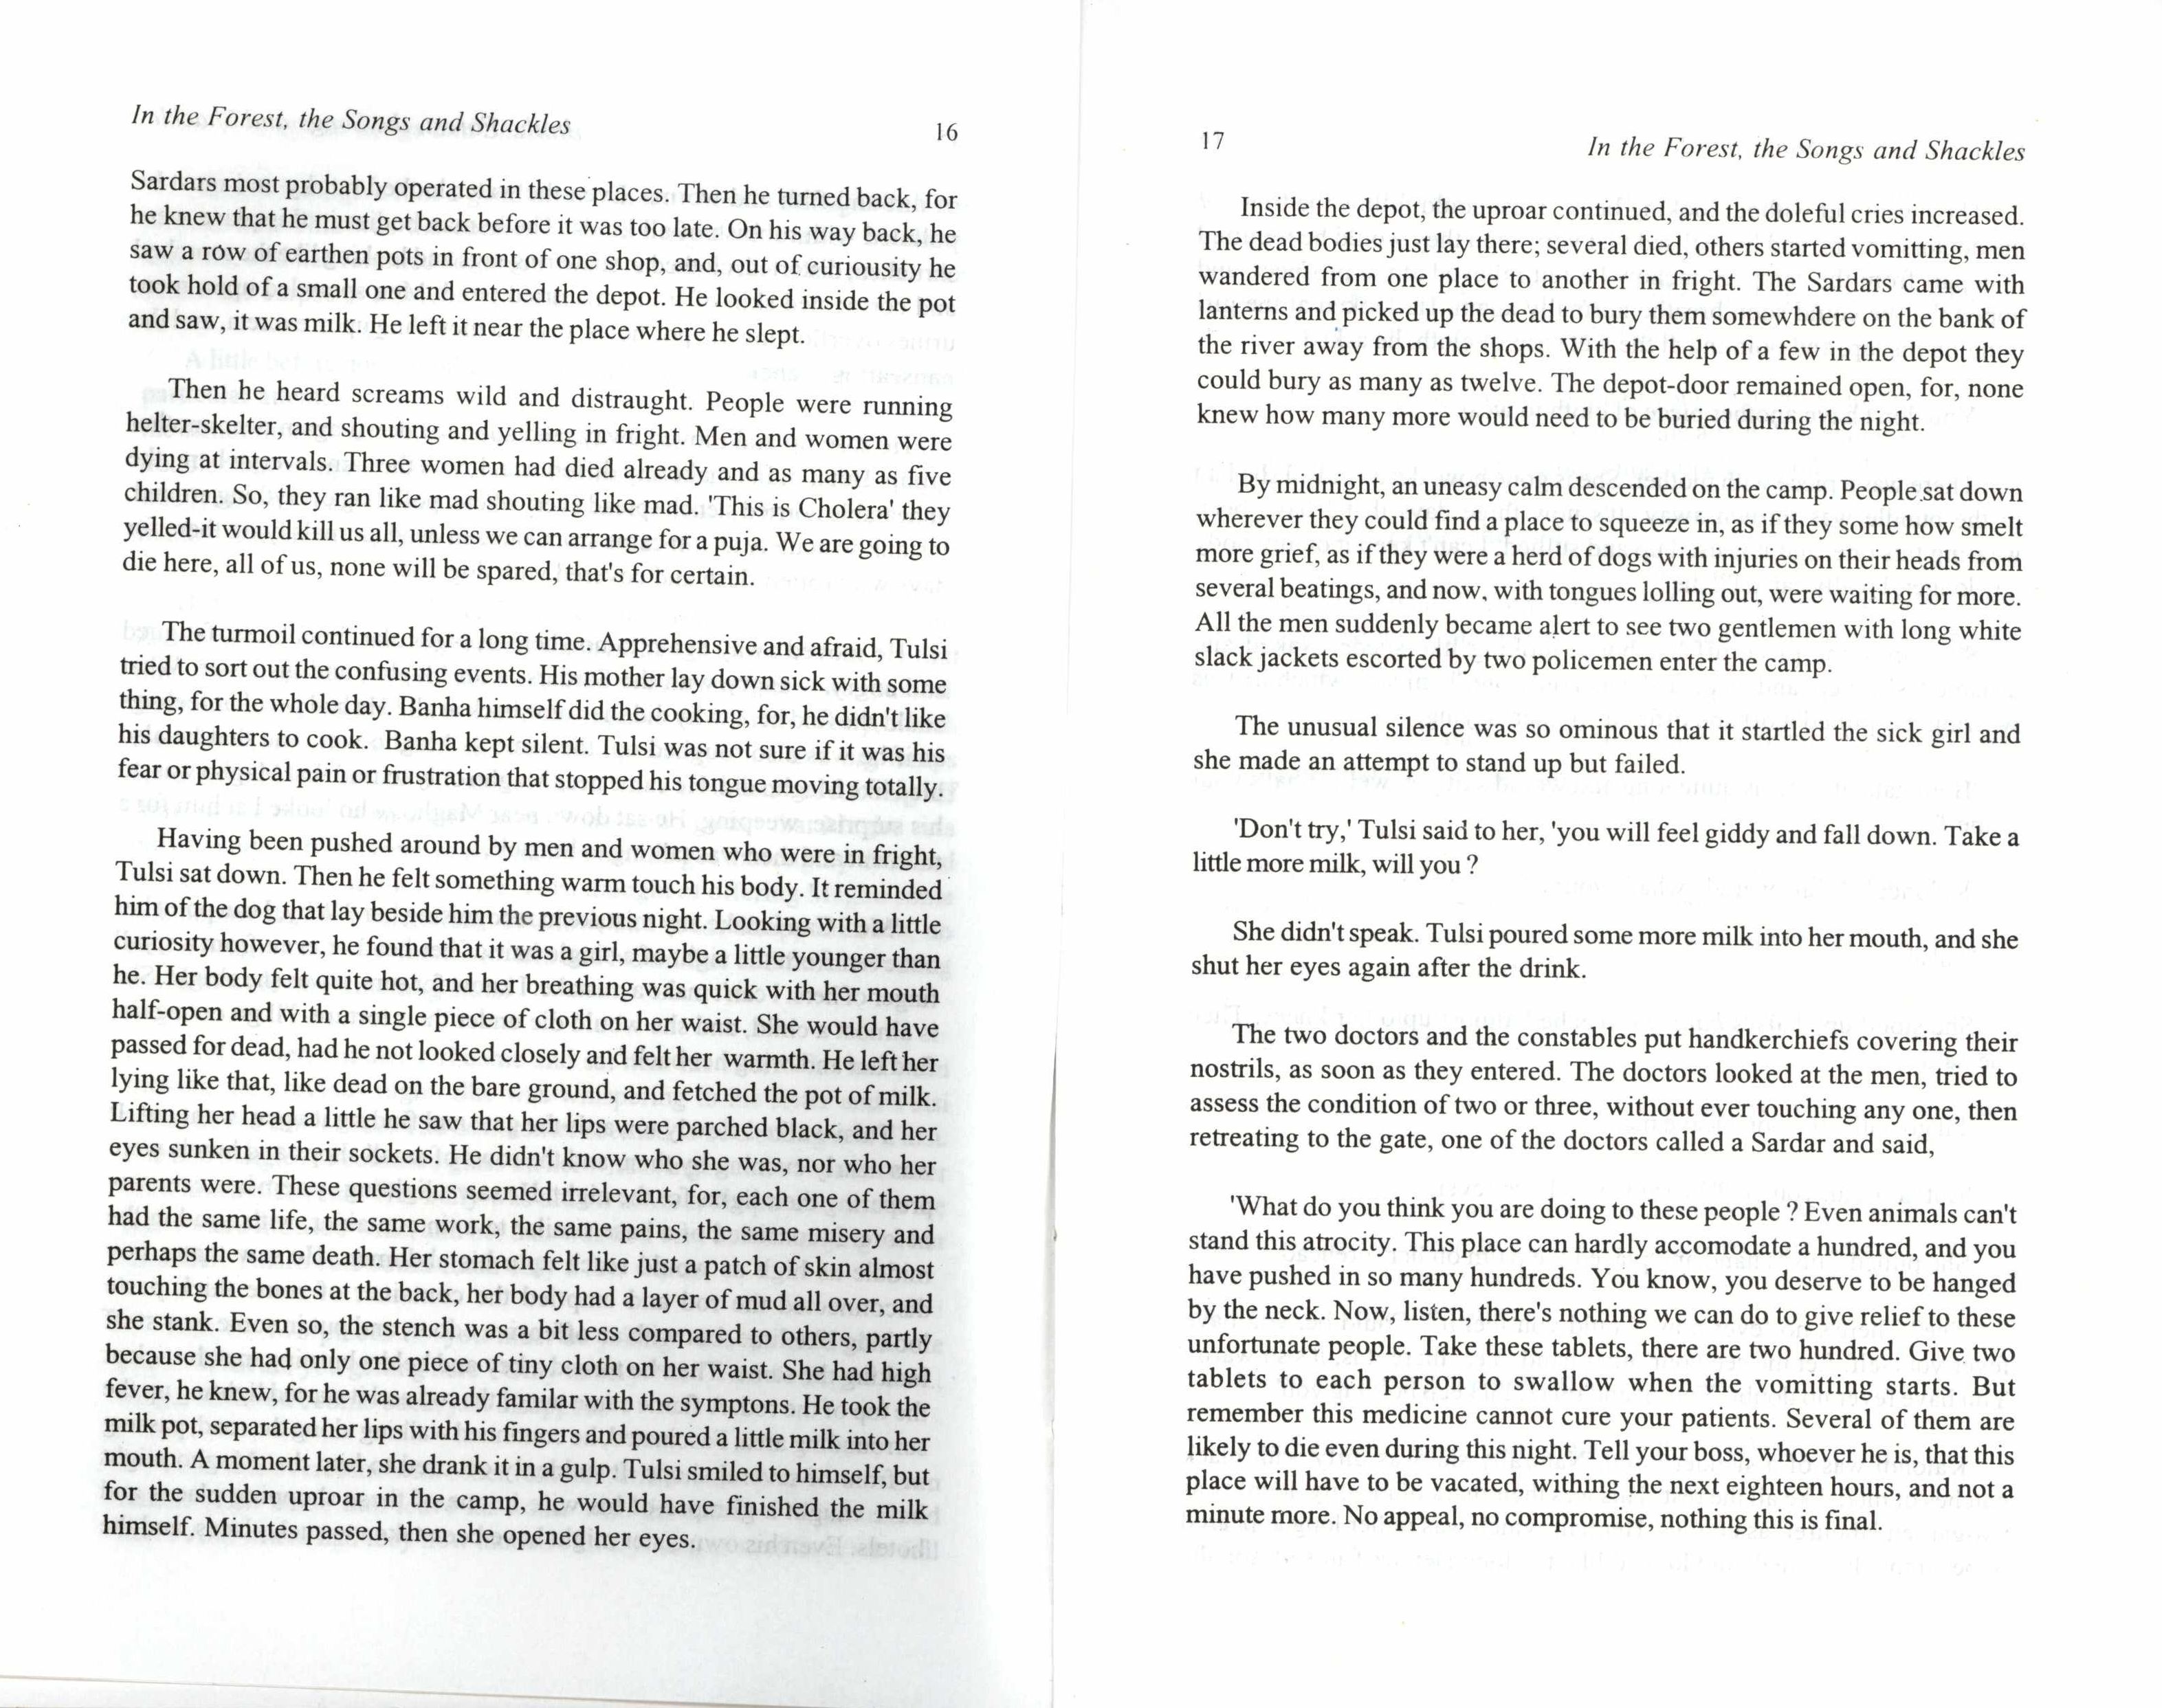 In the Forest, the Songs and Shackles
16
Sardars most probably operated in these places. Then he turned back, for
he knew that he must get back before it was too late. On his way back, he
saw a row of earthen pots in front of one shop, and, out of curiousity he
took hold of a small one and entered the depot. He looked inside the pot
and saw, it was milk. He left it near the place where he slept.
Then he heard screams wild and distraught. People were running
helter-skelter, and shouting and yelling in fright. Men and women were
dying at intervals. Three women had died already and as many as five
children. So, they ran like mad shouting like mad. 'This is Cholera' they
yelled-it would kill us all, unless we can arrange for a puja. We are going to
die here, all of us, none will be spared, that's for certain.
The turmoil continued for a long time. Apprehensive and afraid, Tulsi
tried to sort out the confusing events. His mother lay down sick with some
thing, for the whole day. Banha himself did the cooking, for, he didn't like
his daughters to cook. Banha kept silent. Tulsi was not sure if it was his
fear or physical pain or frustration that stopped his tongue moving totally.
Having been pushed around by men and women who were in fright,
Tulsi sat down. Then he felt something warm touch his body. It reminded
him of the dog that lay beside him the previous night. Looking with a little
curiosity however, he found that it was a girl, maybe a little younger than
he. Her body felt quite hot, and her breathing was quick with her mouth
half-open and with a single piece of cloth on her waist. She would have
passed for dead, had he not looked closely and felt her warmth. He left her
lying like that, like dead on the bare ground, and fetched the pot of milk.
Lifting her head a little he saw that her lips were parched black, and her
eyes sunken in their sockets. He didn't know who she was, nor who her
parents were. These questions seemed irrelevant, for, each one of them
had the same life, the same work, the same pains, the same misery and
perhaps the same death. Her stomach felt like just a patch of skin almost
touching the bones at the back, her body had a layer of mud all over, and
she stank. Even so, the stench was a bit less compared to others, partly
because she had only one piece of tiny cloth on her waist. She had high
fever, he knew, for he was already familar with the symptons. He took the
milk pot, separated her lips with his fingers and poured a little milk into her
mouth. A moment later, she drank it in a gulp. Tulsi smiled to himself, but
for the sudden uproar in the camp, he would have finished the milk
himself. Minutes passed, then she opened her eyes.
17
In the Forest, the Songs and Shackles
Inside the depot, the uproar continued, and the doleful cries increased.
The dead bodies just lay there; several died, others started vomitting, men
wandered from one place to another in fright. The Sardars came with
lanterns and picked up the dead to bury them somewhdere on the bank of
the river away from the shops. With the help of a few in the depot they
could bury as many as twelve. The depot-door remained open, for, none
knew how many more would need to be buried during the night.
By midnight, an uneasy calm descended on the camp. People sat down
wherever they could find a place to squeeze in, as if they some how smelt
more grief, as if they were a herd of dogs with injuries on their heads from
several beatings, and now, with tongues lolling out, were waiting for more.
All the men suddenly became alert to see two gentlemen with long white
slack jackets escorted by two policemen enter the camp.
The unusual silence was so ominous that it startled the sick girl and
she made an attempt to stand up but failed.
'Don't try,' Tulsi said to her, 'you will feel giddy and fall down. Take a
little more milk, will you ?
She didn't speak. Tulsi poured some more milk into her mouth, and she
shut her eyes again after the drink.
The two doctors and the constables put handkerchiefs covering their
nostrils, as soon as they entered. The doctors looked at the men, tried to
assess the condition of two or three, without ever touching any one, then
retreating to the gate, one of the doctors called a Sardar and said,
'What do you think you are doing to these people ? Even animals can't
stand this atrocity. This place can hardly accomodate a hundred, and you
have pushed in so many hundreds. You know, you deserve to be hanged
by the neck. Now, listen, there's nothing we can do to give relief to these
unfortunate people. Take these tablets, there are two hundred. Give two
tablets to each person to swallow when the vomitting starts. But
remember this medicine cannot cure your patients. Several of them are
likely to die even during this night. Tell your boss, whoever he is, that this
place will have to be vacated, withing the next eighteen hours, and not a
minute more. No appeal, no compromise, nothing this is final.